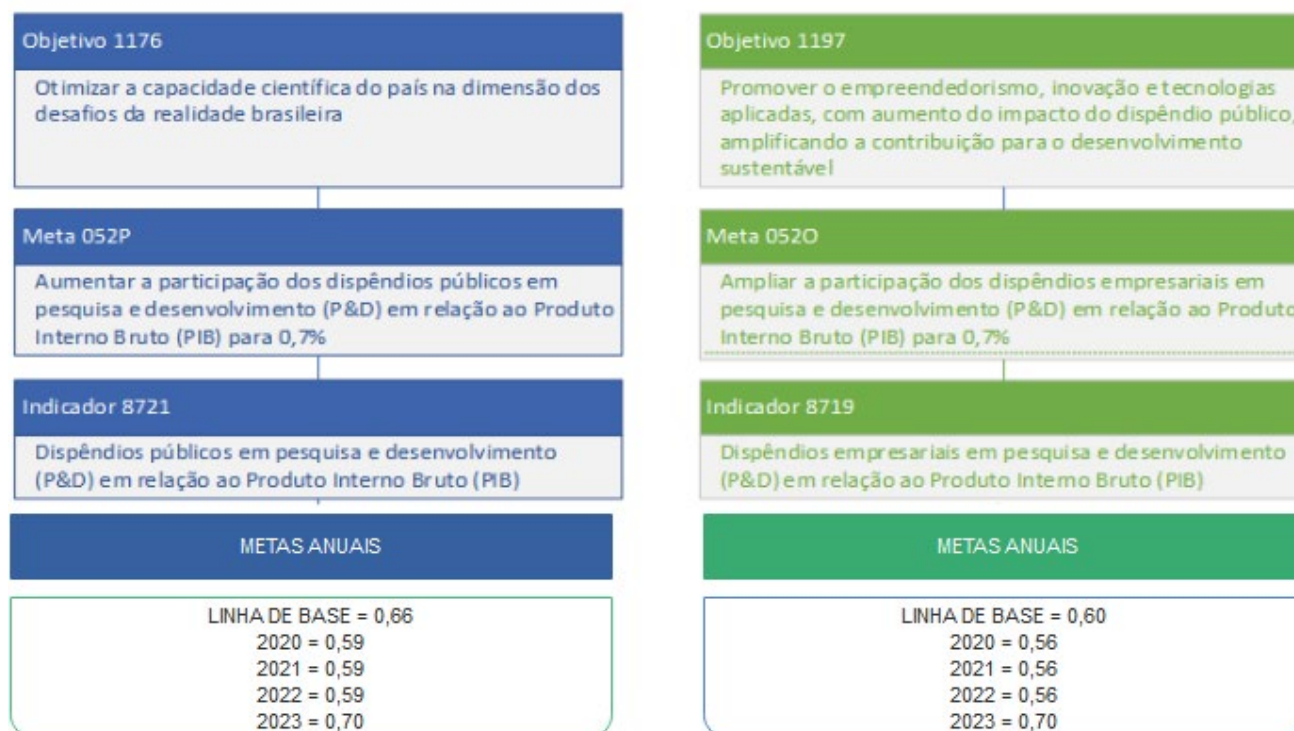 Objetivo 1176
Otimizar a capacidade científica do país na dimensão dos
desafios da realidade brasileira
Meta 052P
Aumentar a participação dos dispêndios públicos em
pesquisa e desenvolvimento (P&D) em relação ao Produto
Interno Bruto (PIB) para 0,7%
Indicador 8721
Dispêndios públicos em pesquisa e desenvolvimento
(P&D) em relação ao Produto Interno Bruto (PIB)
METAS ANUAIS
LINHA DE BASE = 0,66
2020 = 0,59
2021 = 0,59
2022 = 0,59
2023 = 0,70
Objetivo 1197
Promover o empreendedorismo, inovação e tecnologias
aplicadas, com aumento do impacto do dispêndio público,
amplificando a contribuição para o desenvolvimento
sustentável
Meta 052O
Ampliar a participação dos dispêndios empresariais em
pesquisa e desenvolvimento (P&D) em relação ao Produto
Interno Bruto (PIB) para 0,7%
Indicador 8719
Dispêndios empresariais em pesquisa e desenvolvimento
(P&D) em relação ao Produto Interno Bruto (PIB)
METAS ANUAIS
LINHA DE BASE = 0,60
2020 = 0,56
2021 = 0,56
2022 = 0,56
2023 = 0,70